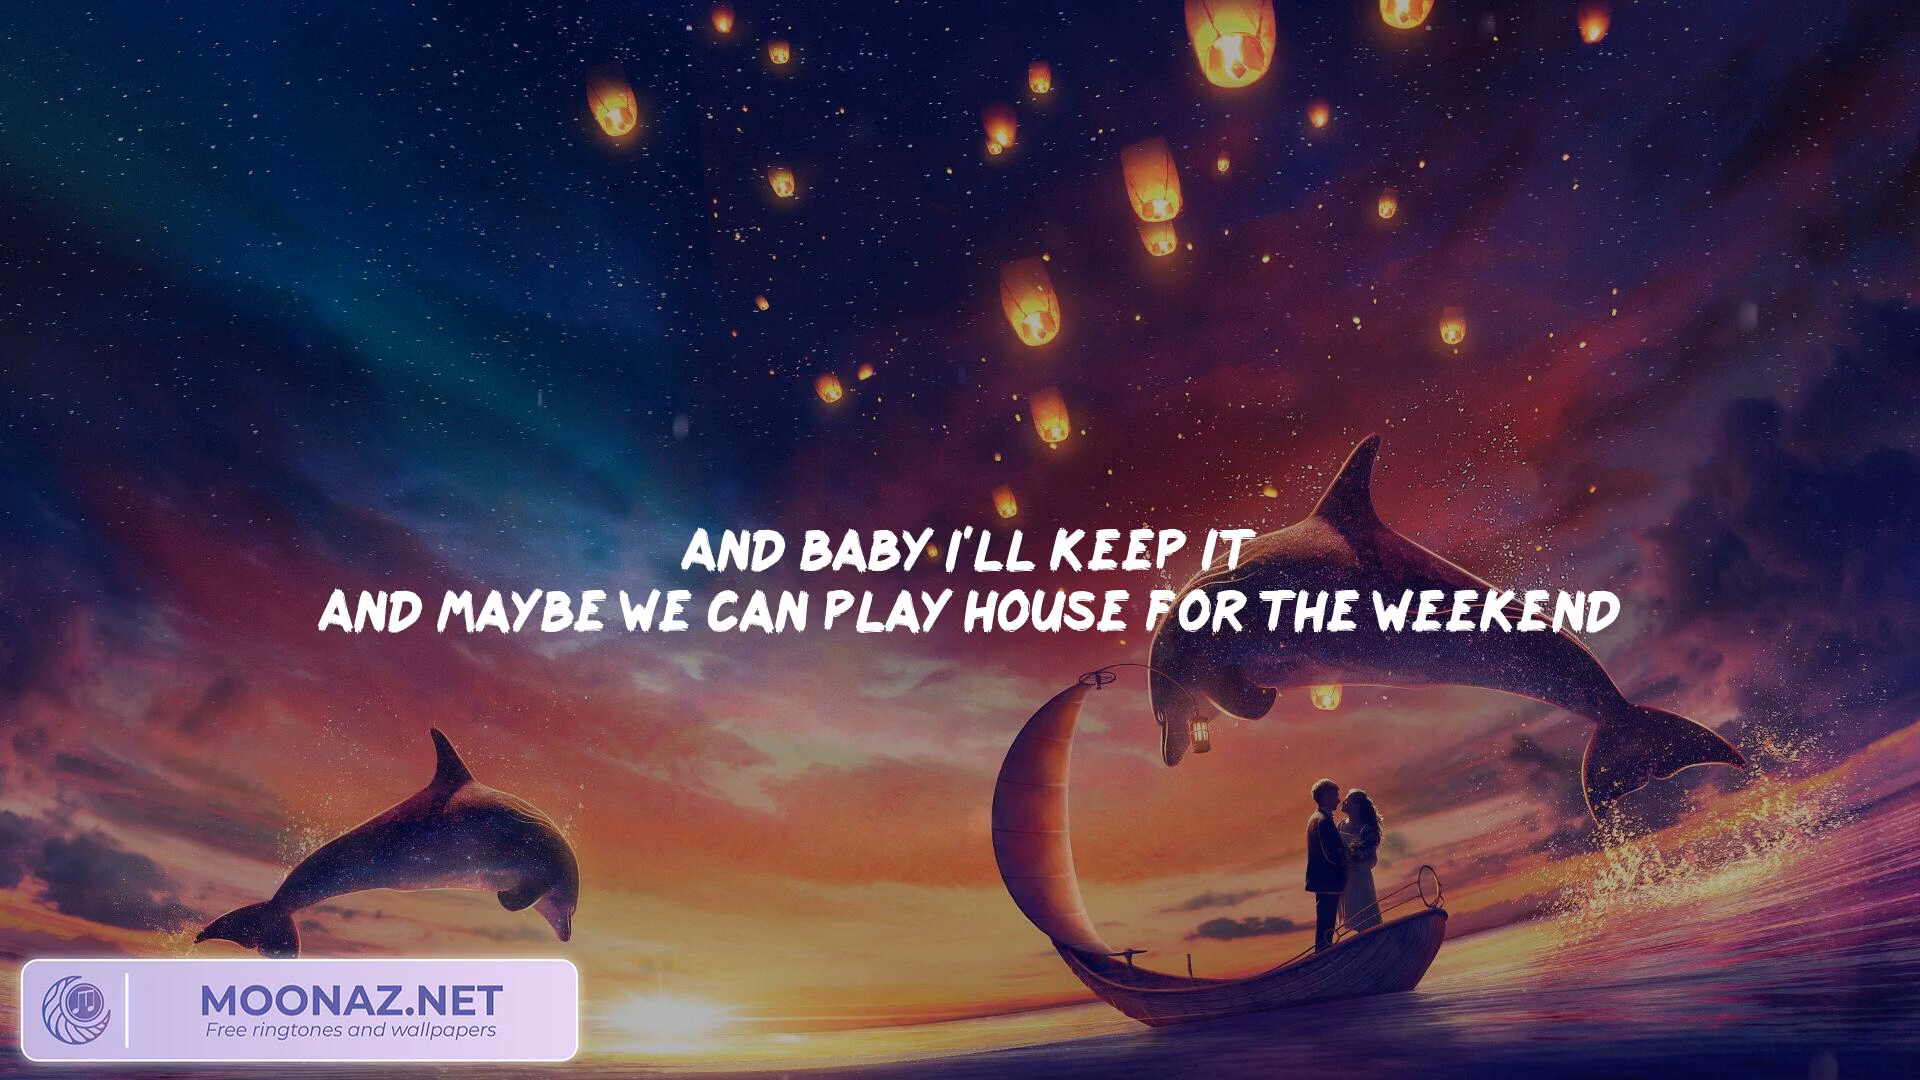 AND BABY I'LL KEEP IT
AND MAYBE WE CAN PLAY HOUSE FOR THE WEEKEND
MOONAZ.NET
Free ringtones and wallpapers